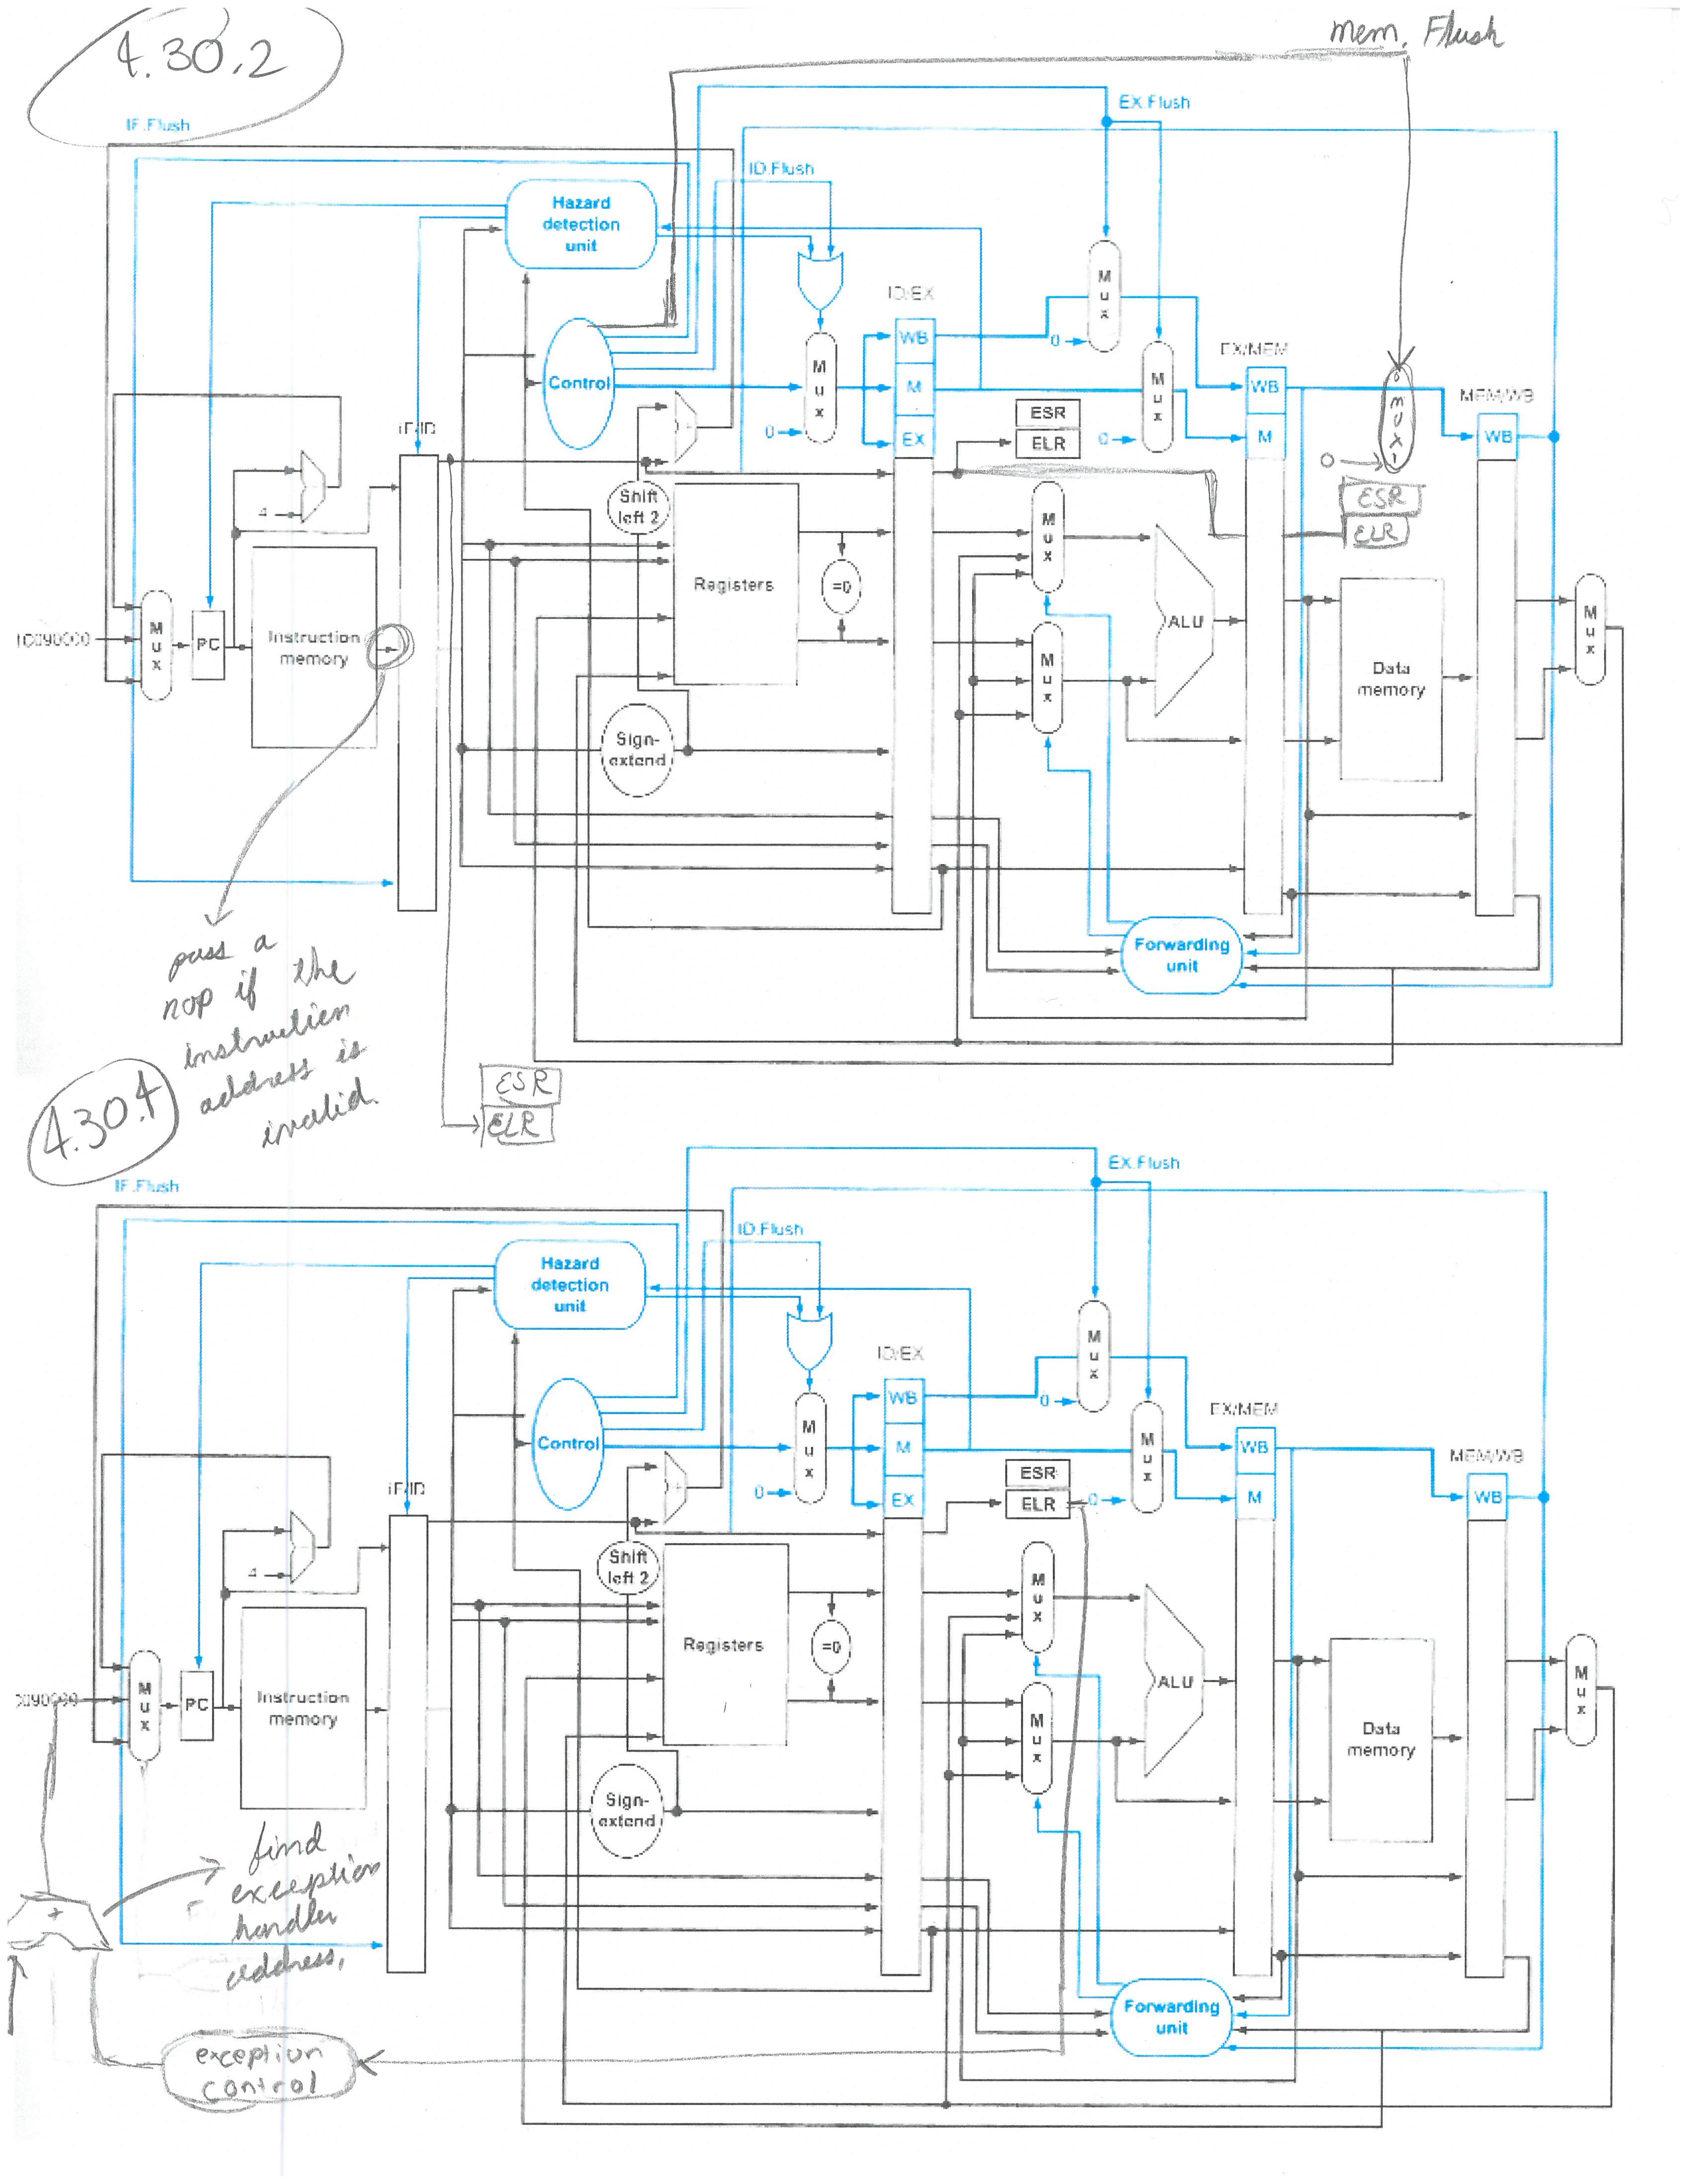 4.30.2
mem. Flush
EX.Flush
IF.Flush
ID.Flush
Hazard
detection
unit
Mux
ID/EX
WB
0
Control
Mux
M
Mux
EX/MEM
WB
mux
MEM/WB
0
EX
ESR
ELR
0
M
WB
IF/ID
0
ESR
ELR
Shift
left 2
4
Mux
Registers
=0
Mux
PC
Instruction
memory
Mux
ALU
Data
memory
Mux
Sign-
extend
Forwarding
unit
pass a
nop if the
instruction
address is
invalid.
ESR
ELR
4.30.4
IF.Flush
EX.Flush
ID.Flush
Hazard
detection
unit
Mux
ID/EX
WB
0
Control
Mux
M
Mux
EX/MEM
WB
MEM/WB
0
EX
ESR
ELR
0
M
WB
IF/ID
Shift
left 2
4
Mux
Registers
=0
Mux
PC
Instruction
memory
Mux
ALU
Data
memory
Mux
Sign-
extend
+
find
exception
handler
address,
Forwarding
unit
exception
control